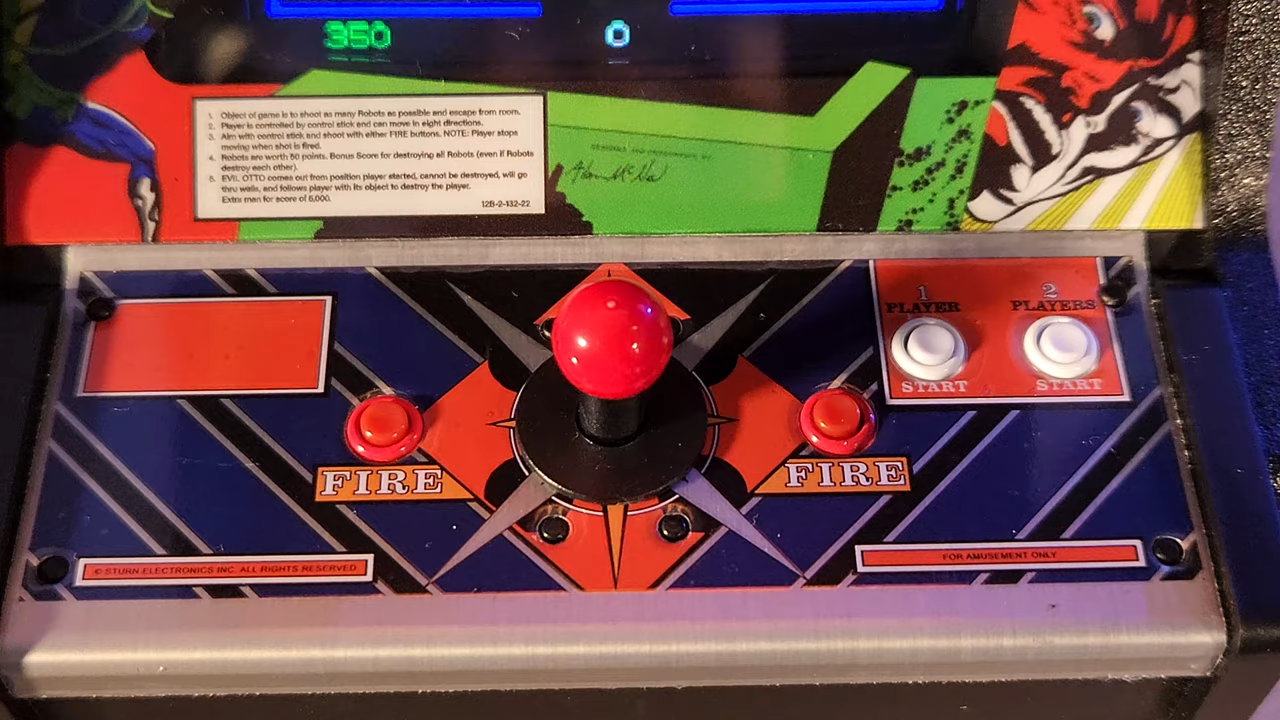 350 0
1. Object of game is to shoot as many Robots as possible and escape from room.
2. Player is controlled by control stick and can move in eight directions.
3. Aim with control stick and shoot with either FIRE buttons. NOTE: Player stops
moving when shot is fired.
4. Robots are worth 50 points. Bonus Score for destroying all Robots (even if Robots
destroy each other).
5. EVIL OTTO comes out from position player started, cannot be destroyed, will go
thru walls, and follows player with its object to destroy the player.
Extra man for score of 5,000.
12B-2-132-22
DESIGNED AND PROGRAMMED BY
1 2
PLAYER PLAYERS
START START
FIRE FIRE
© STURN ELECTRONICS INC. ALL RIGHTS RESERVED
FOR AMUSEMENT ONLY